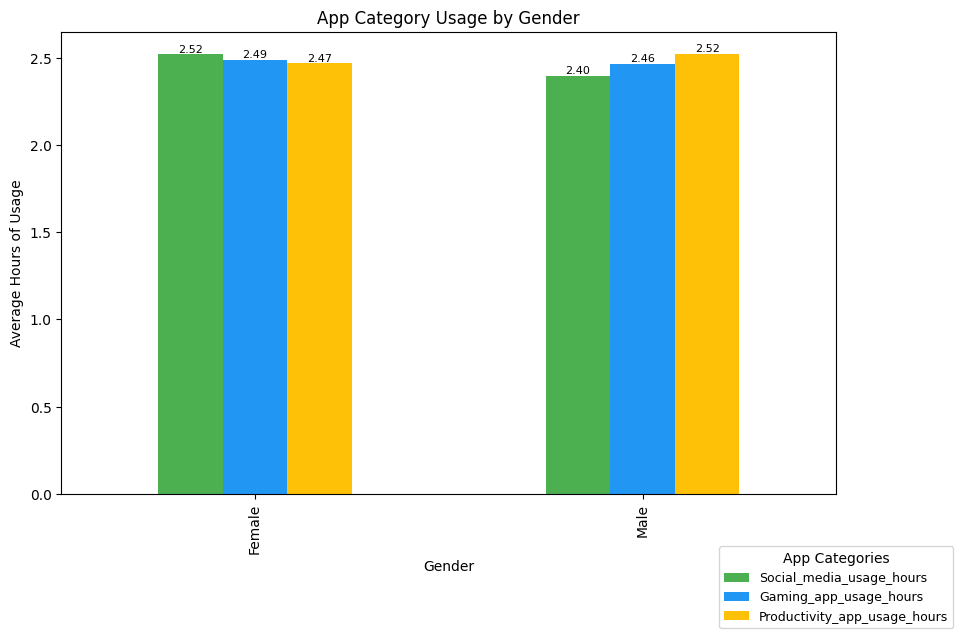 App Category Usage by Gender
2.52
2.49
2.47
2.40
2.46
2.52
2.5
2.0
1.5
1.0
0.5
0.0
Average Hours of Usage
Female
Male
Gender
App Categories
Social_media_usage_hours
Gaming_app_usage_hours
Productivity_app_usage_hours